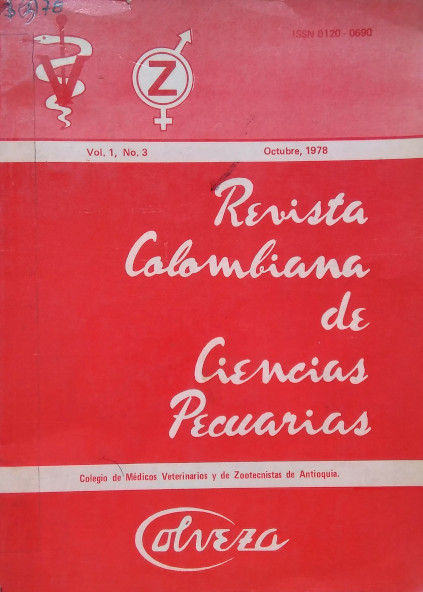 ISSN 0120 - 0690
V
Z
Vol. 1, No. 3 Octubre, 1978
Revista
Colombiana
de
Ciencias
Pecuarias
Colegio de Médicos Veterinarios y de Zootecnistas de Antioquia.
Colveza